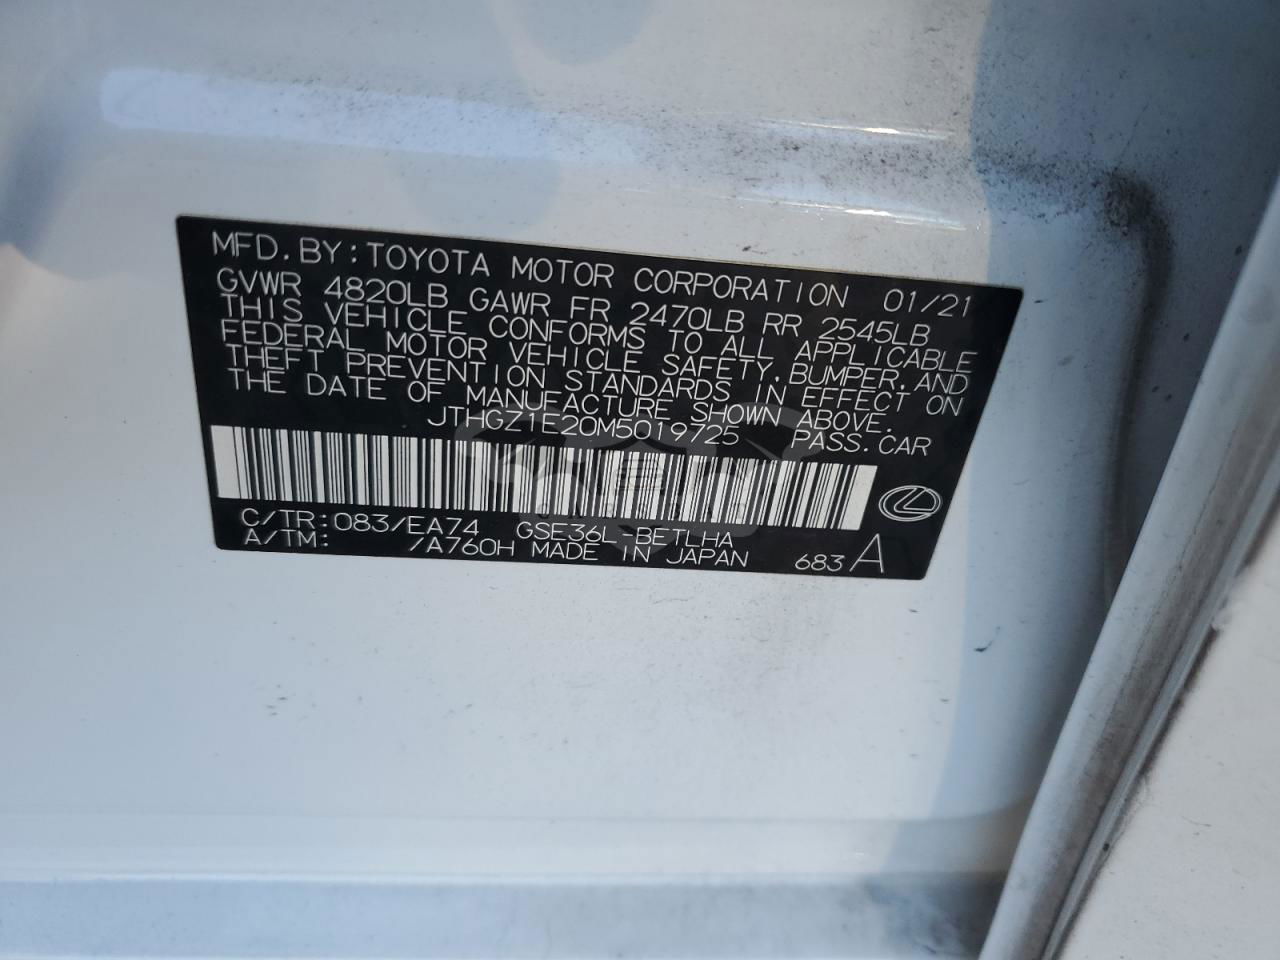 MFD. BY: TOYOTA MOTOR CORPORATION 01/21
GVWR 4820LB GAWR FR 2470LB RR 2545LB
THIS VEHICLE CONFORMS TO ALL APPLICABLE
FEDERAL MOTOR VEHICLE SAFETY, BUMPER, AND
THEFT PREVENTION STANDARDS IN EFFECT ON
THE DATE OF MANUFACTURE SHOWN ABOVE.
JTHGZ1E20M5019725 PASS. CAR
C/TR: 083/EA74 GSE36L-BETLHA
A/TM: /A760H MADE IN JAPAN 683 A